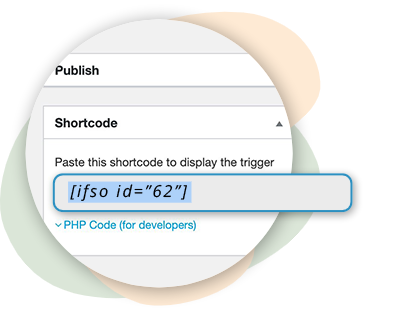 Publish
Shortcode
Paste this shortcode to display the trigger
[ifso id="62"]
PHP Code (for developers)